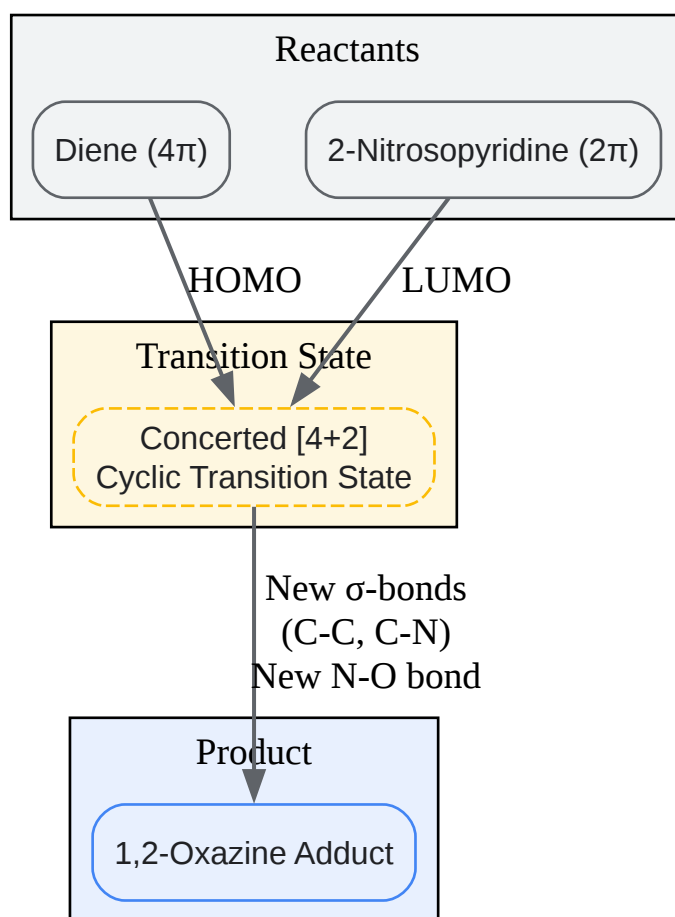 Reactants
Diene (4π)
2-Nitrosopyridine (2π)
HOMO
LUMO
Transition State
Concerted [4+2]
Cyclic Transition State
New σ-bonds
(C-C, C-N)
New N-O bond
Product
1,2-Oxazine Adduct